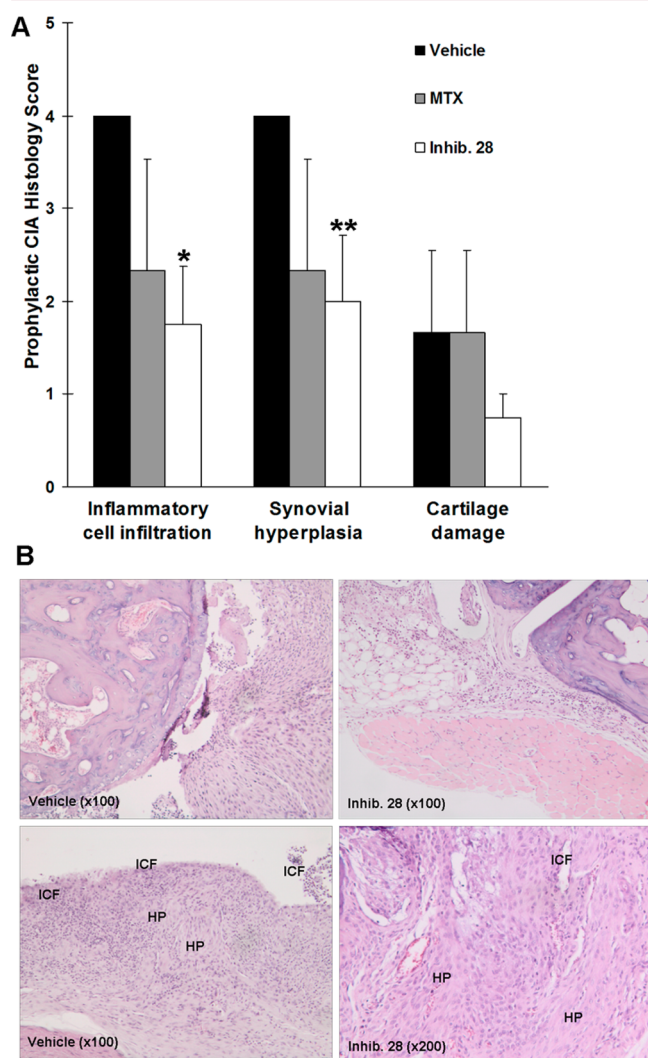 A
Prophylactic CIA Histology Score
5
4
3
2
1
0
Vehicle
MTX
Inhib. 28
*
**
Inflammatory
cell infiltration
Synovial
hyperplasia
Cartilage
damage
B
Vehicle (x100)
Inhib. 28 (x100)
ICF
ICF
ICF
HP
HP
Vehicle (x100)
ICF
HP
HP
Inhib. 28 (x200)